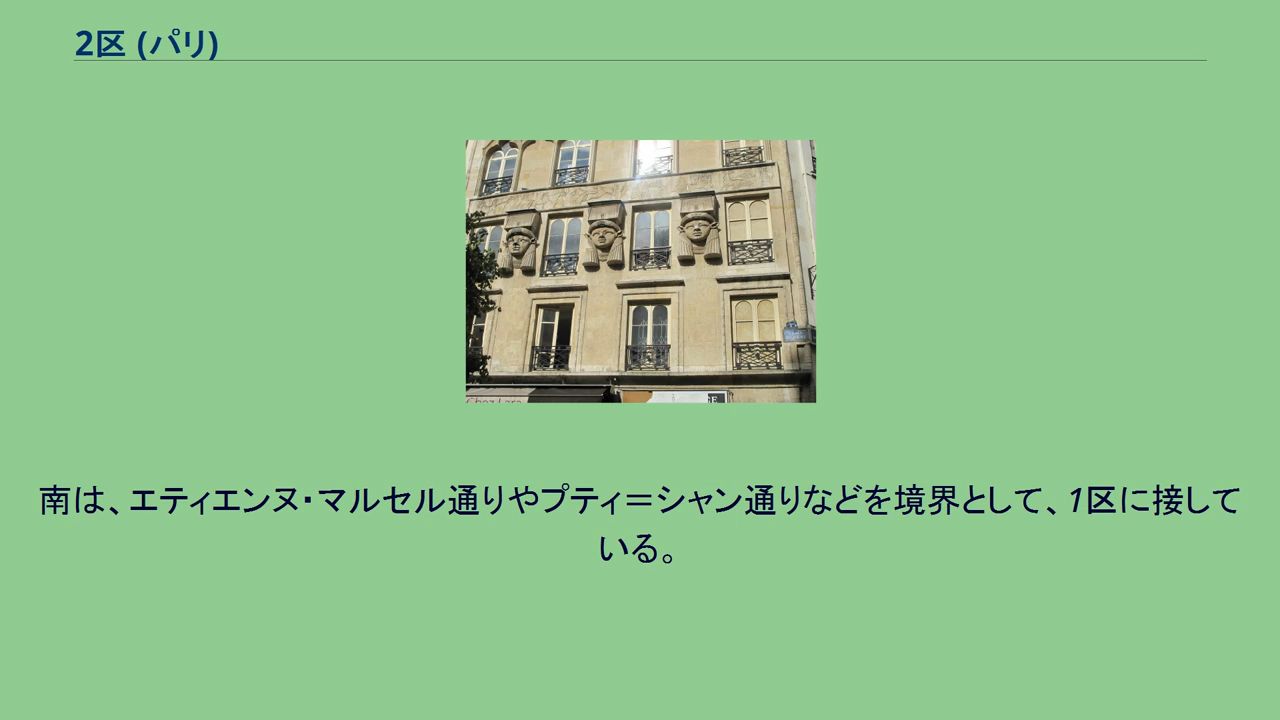 2区 (パリ)
Chez Lara
南は、エティエンヌ・マルセル通りやプティ＝シャン通りなどを境界として、1区に接して
いる。